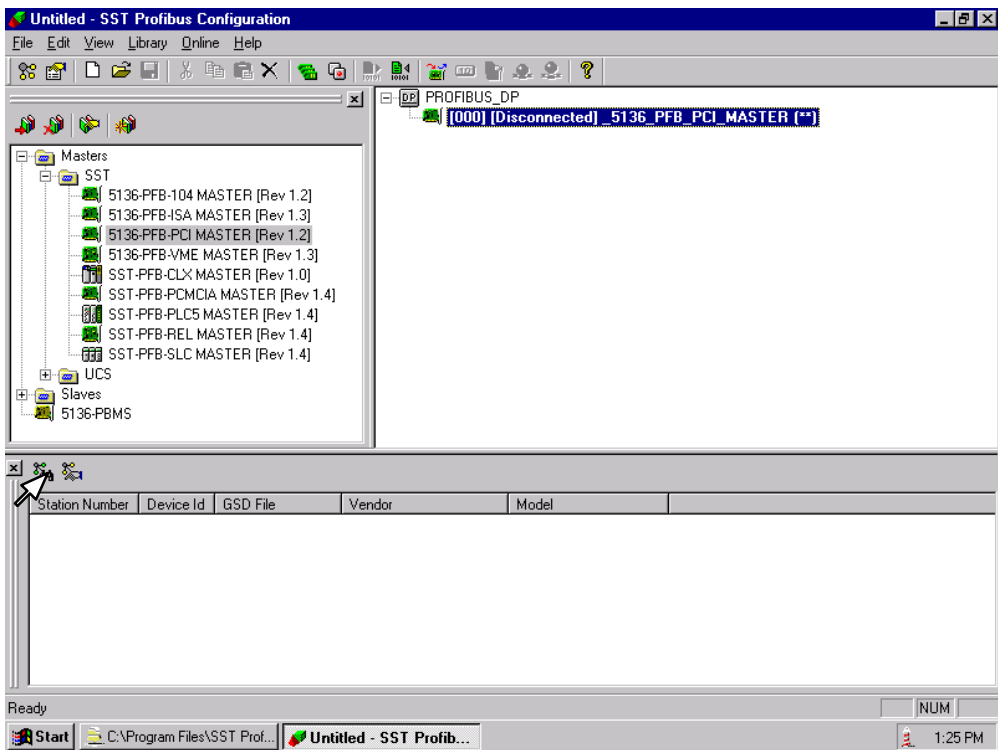 Untitled - SST Profibus Configuration
File Edit View Library Online Help
PROFIBUS_DP
[000] [Disconnected] _5136_PFB_PCI_MASTER (**)
Masters
SST
5136-PFB-104 MASTER [Rev 1.2]
5136-PFB-ISA MASTER [Rev 1.3]
5136-PFB-PCI MASTER [Rev 1.2]
5136-PFB-VME MASTER [Rev 1.3]
SST-PFB-CLX MASTER [Rev 1.0]
SST-PFB-PCMCIA MASTER [Rev 1.4]
SST-PFB-PLC5 MASTER [Rev 1.4]
SST-PFB-REL MASTER [Rev 1.4]
SST-PFB-SLC MASTER [Rev 1.4]
UCS
Slaves
5136-PBMS
Station Number Device Id GSD File Vendor Model
Ready NUM
Start C:\Program Files\SST Prof... Untitled - SST Profib... 1:25 PM